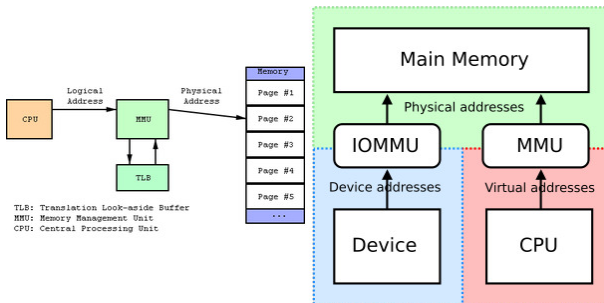 Logical
Address
Physical
Address
CPU
MMU
TLB
Memory
Page #1
Page #2
Page #3
Page #4
Page #5
...
TLB: Translation Look-aside Buffer
MMU: Memory Management Unit
CPU: Central Processing Unit
Main Memory
Physical addresses
IOMMU
MMU
Device addresses
Virtual addresses
Device
CPU